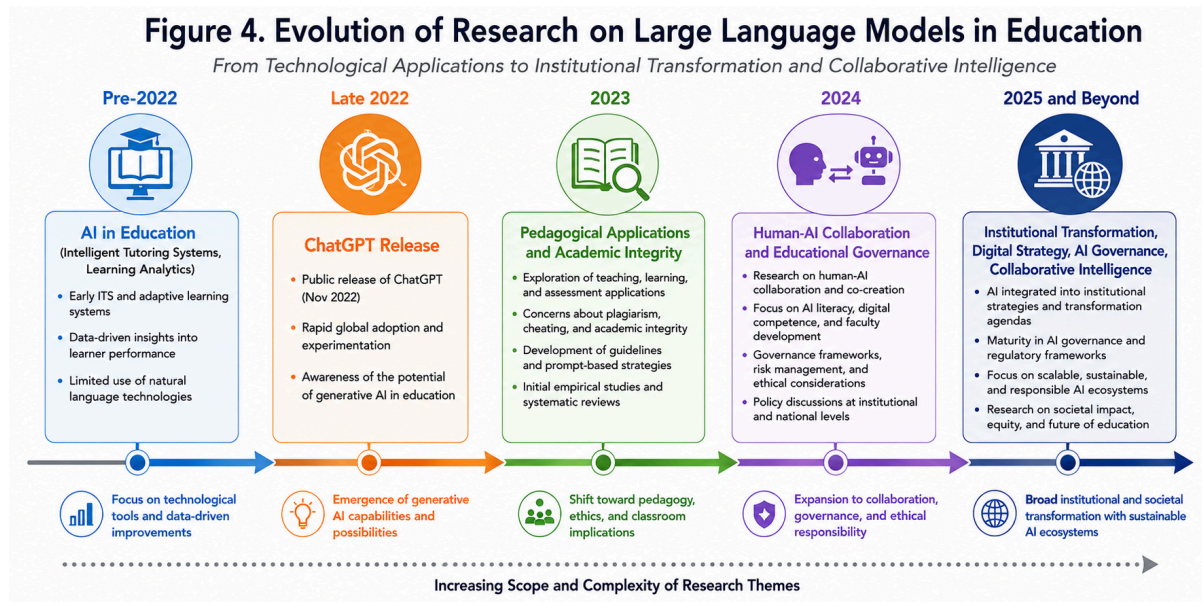 Figure 4. Evolution of Research on Large Language Models in Education
From Technological Applications to Institutional Transformation and Collaborative Intelligence
Pre-2022
AI in Education
(Intelligent Tutoring Systems,
Learning Analytics)
• Early ITS and adaptive learning
systems
• Data-driven insights into
learner performance
• Limited use of natural
language technologies
Focus on technological
tools and data-driven
improvements
Late 2022
ChatGPT Release
• Public release of ChatGPT
(Nov 2022)
• Rapid global adoption and
experimentation
• Awareness of the potential
of generative AI in education
Emergence of generative
AI capabilities and
possibilities
2023
Pedagogical Applications
and Academic Integrity
• Exploration of teaching, learning,
and assessment applications
• Concerns about plagiarism,
cheating, and academic integrity
• Development of guidelines
and prompt-based strategies
• Initial empirical studies and
systematic reviews
Shift toward pedagogy,
ethics, and classroom
implications
2024
Human-AI Collaboration
and Educational Governance
• Research on human-AI
collaboration and co-creation
• Focus on AI literacy, digital
competence, and faculty
development
• Governance frameworks,
risk management, and
ethical considerations
• Policy discussions at institutional
and national levels
Expansion to collaboration,
governance, and ethical
responsibility
2025 and Beyond
Institutional Transformation,
Digital Strategy, AI Governance,
Collaborative Intelligence
• AI integrated into institutional
strategies and transformation
agendas
• Maturity in AI governance and
regulatory frameworks
• Focus on scalable, sustainable,
and responsible AI ecosystems
• Research on societal impact,
equity, and future of education
Broad institutional and societal
transformation with sustainable
AI ecosystems
Increasing Scope and Complexity of Research Themes